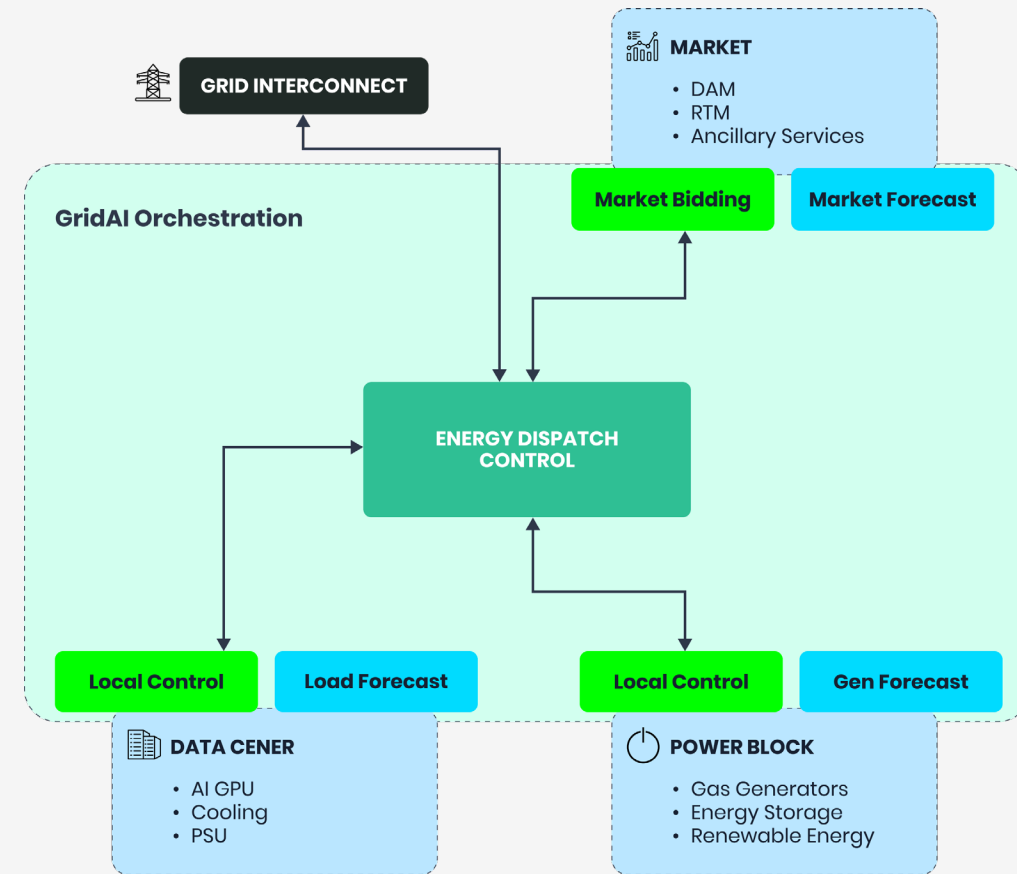 MARKET
GRID INTERCONNECT
• DAM
• RTM
• Ancillary Services
Market Bidding
Market Forecast
GridAI Orchestration
ENERGY DISPATCH
CONTROL
Local Control
Load Forecast
Local Control
Gen Forecast
DATA CENER
• AI GPU
• Cooling
• PSU
POWER BLOCK
• Gas Generators
• Energy Storage
• Renewable Energy